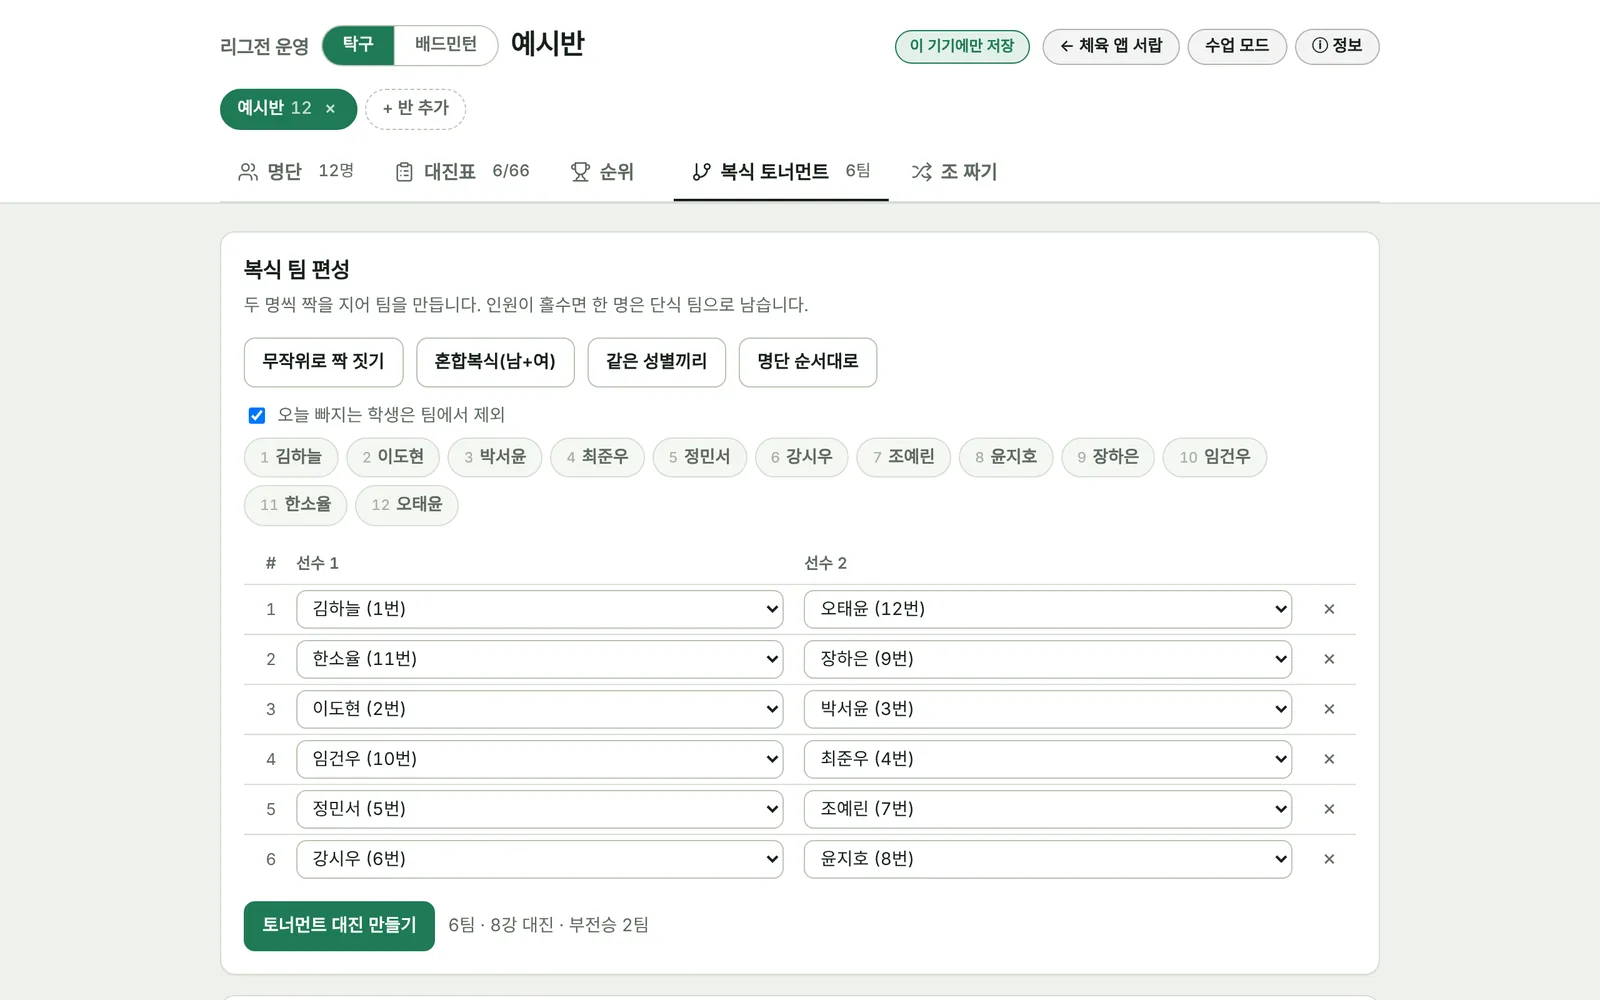 리그전 운영 탁구 배드민턴 예시반 이 기기에만 저장 ← 체육 앱 서랍 수업 모드 ⓘ 정보
예시반 12 × + 반 추가
명단 12명 대진표 6/66 순위 복식 토너먼트 6팀 조 짜기
복식 팀 편성
두 명씩 짝을 지어 팀을 만듭니다. 인원이 홀수면 한 명은 단식 팀으로 남습니다.
무작위로 짝 짓기 혼합복식(남+여) 같은 성별끼리 명단 순서대로
오늘 빠지는 학생은 팀에서 제외
1 김하늘 2 이도현 3 박서윤 4 최준우 5 정민서 6 강시우 7 조예린 8 윤지호 9 장하은 10 임건우
11 한소율 12 오태윤
# 선수 1 선수 2
1 김하늘 (1번) 오태윤 (12번) ×
2 한소율 (11번) 장하은 (9번) ×
3 이도현 (2번) 박서윤 (3번) ×
4 임건우 (10번) 최준우 (4번) ×
5 정민서 (5번) 조예린 (7번) ×
6 강시우 (6번) 윤지호 (8번) ×
토너먼트 대진 만들기 6팀 · 8강 대진 · 부전승 2팀